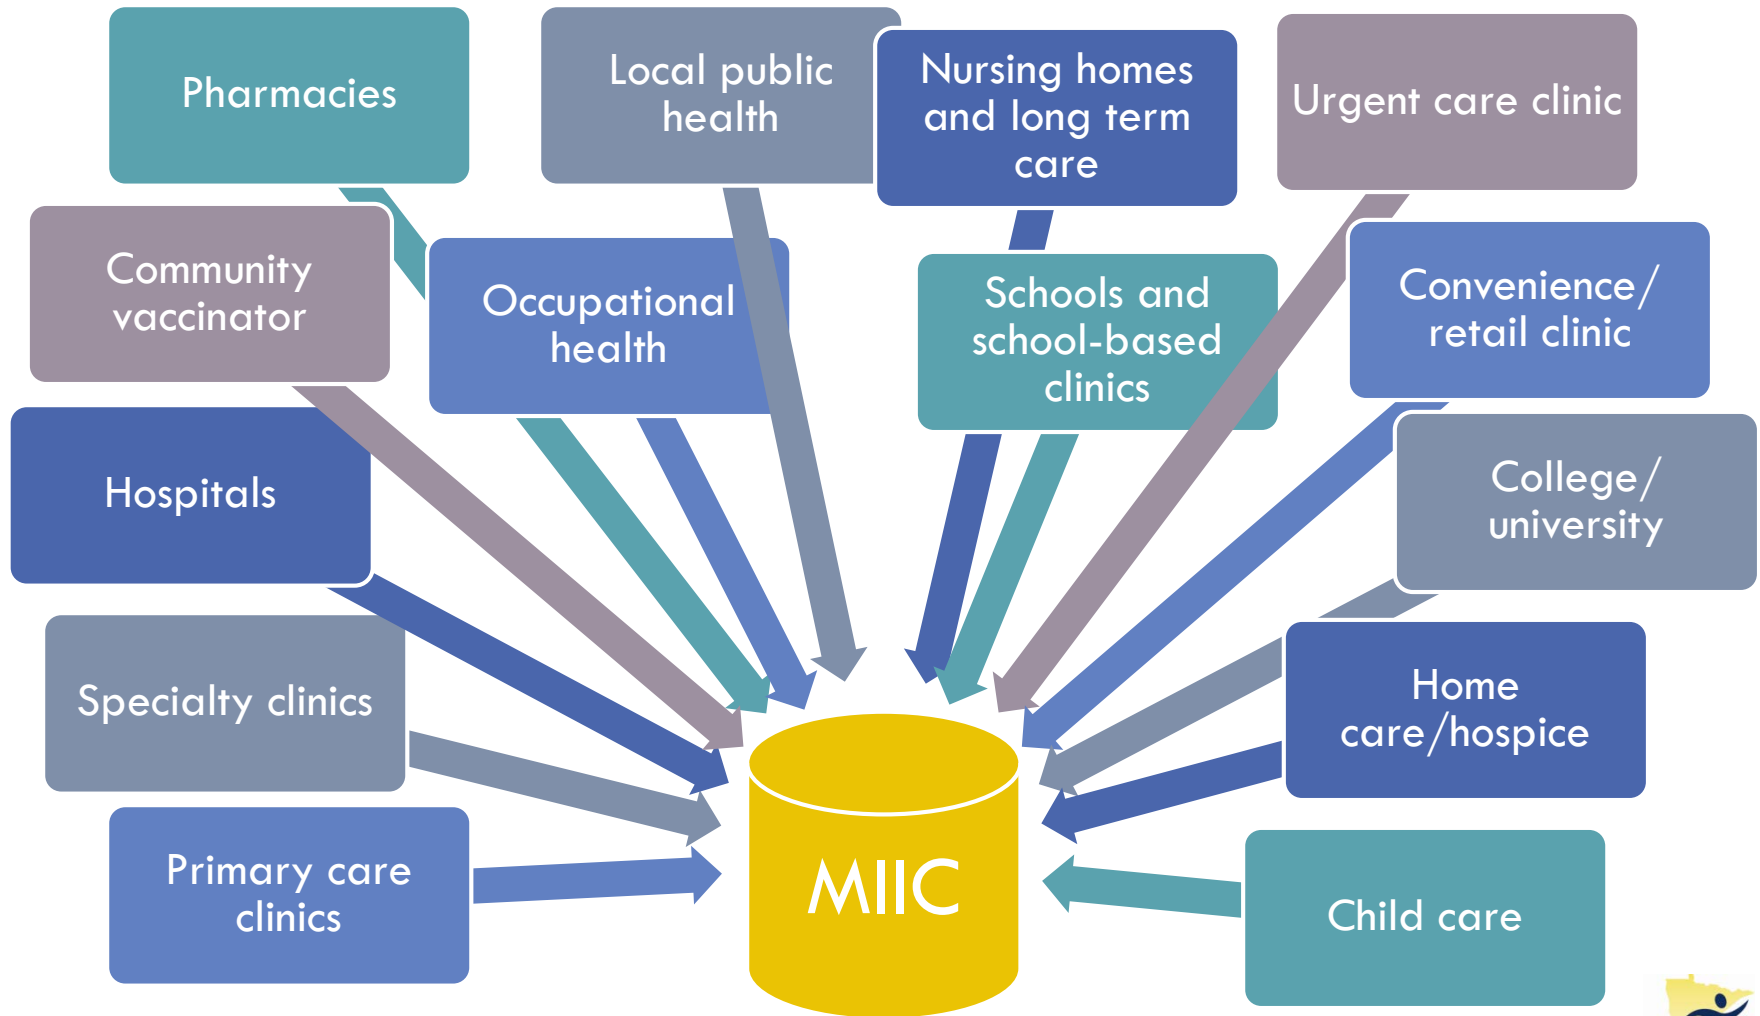 Pharmacies
Local public
health
Nursing homes
and long term
care
Urgent care clinic
Community
vaccinator
Occupational
health
Schools and
school-based
clinics
Convenience/
retail clinic
Hospitals
College/
university
Specialty clinics
Home
care/hospice
Primary care
clinics
MIIC
Child care